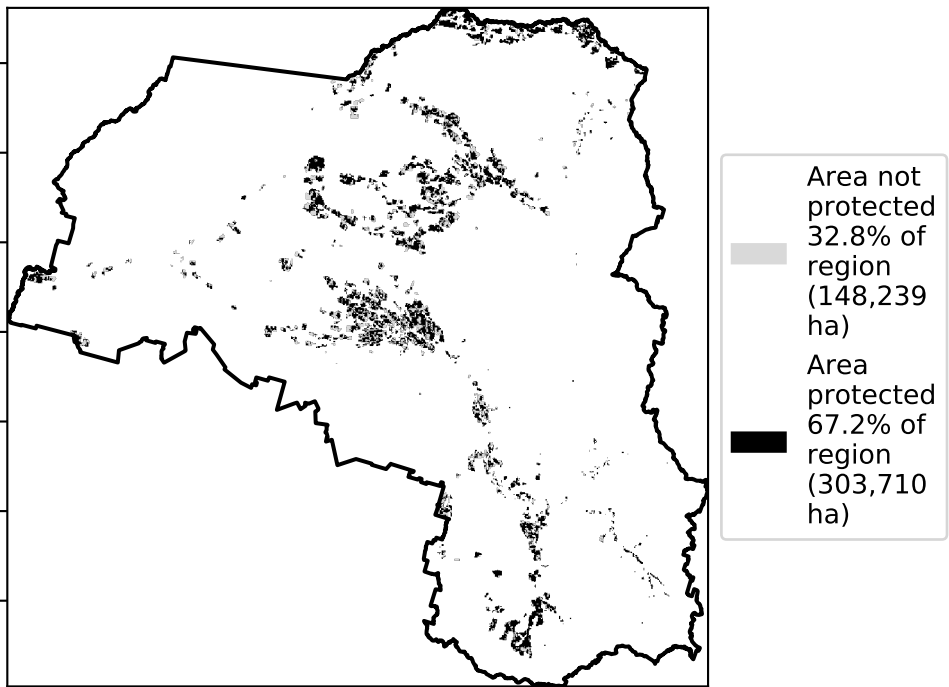 Area not
protected
32.8% of
region
(148,239
ha)
Area
protected
67.2% of
region
(303,710
ha)